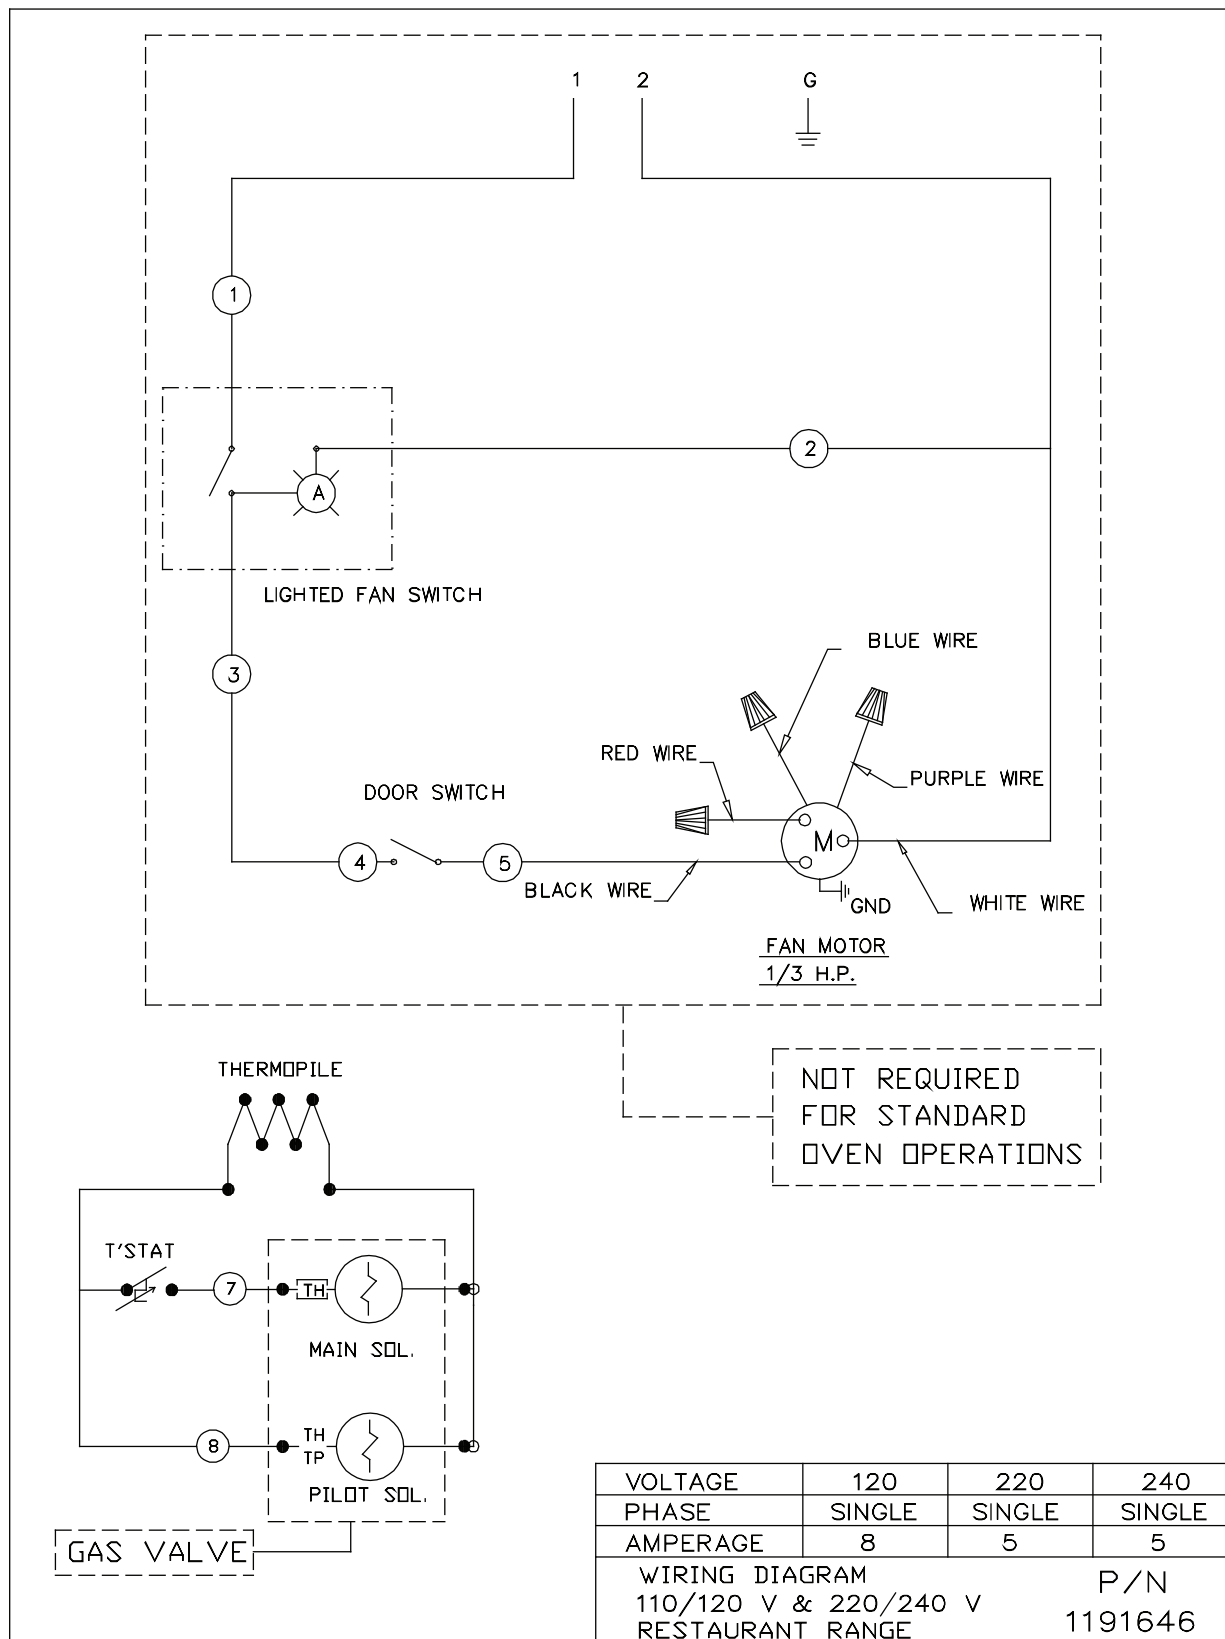 1 2 G
1
2
A
LIGHTED FAN SWITCH
3
BLUE WIRE
RED WIRE
PURPLE WIRE
DOOR SWITCH
M
4 5
BLACK WIRE
GND
WHITE WIRE
FAN MOTOR
1/3 H.P.
THERMOPILE
NOT REQUIRED
FOR STANDARD
OVEN OPERATIONS
T'STAT
7 TH
MAIN SOL.
8 TH
TP
PILOT SOL.
GAS VALVE
VOLTAGE 120 220 240
PHASE SINGLE SINGLE SINGLE
AMPERAGE 8 5 5
WIRING DIAGRAM
110/120 V & 220/240 V
RESTAURANT RANGE
P/N
1191646